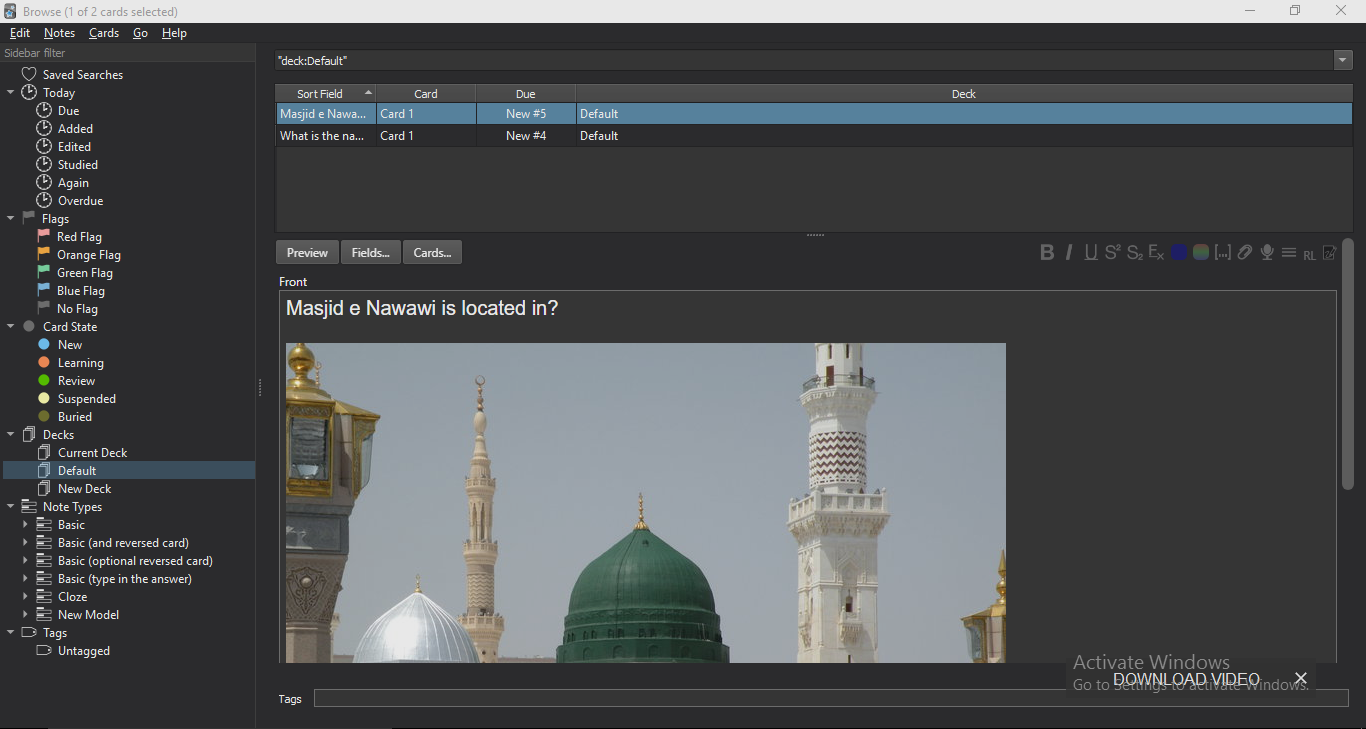 Browse (1 of 2 cards selected)
Edit Notes Cards Go Help
Sidebar filter
Saved Searches
Today
Due
Added
Edited
Studied
Again
Overdue
Flags
Red Flag
Orange Flag
Green Flag
Blue Flag
No Flag
Card State
New
Learning
Review
Suspended
Buried
Decks
Current Deck
Default
New Deck
Note Types
Basic
Basic (and reversed card)
Basic (optional reversed card)
Basic (type in the answer)
Cloze
New Model
Tags
Untagged
"deck:Default"
Sort Field Card Due Deck
Masjid e Nawa... Card 1 New #5 Default
What is the na... Card 1 New #4 Default
Preview Fields... Cards...
B I U S² S₂ Eₓ [...] RL
Front
Masjid e Nawawi is located in?
Tags
Activate Windows
Go to Settings to activate Windows.
DOWNLOAD VIDEO